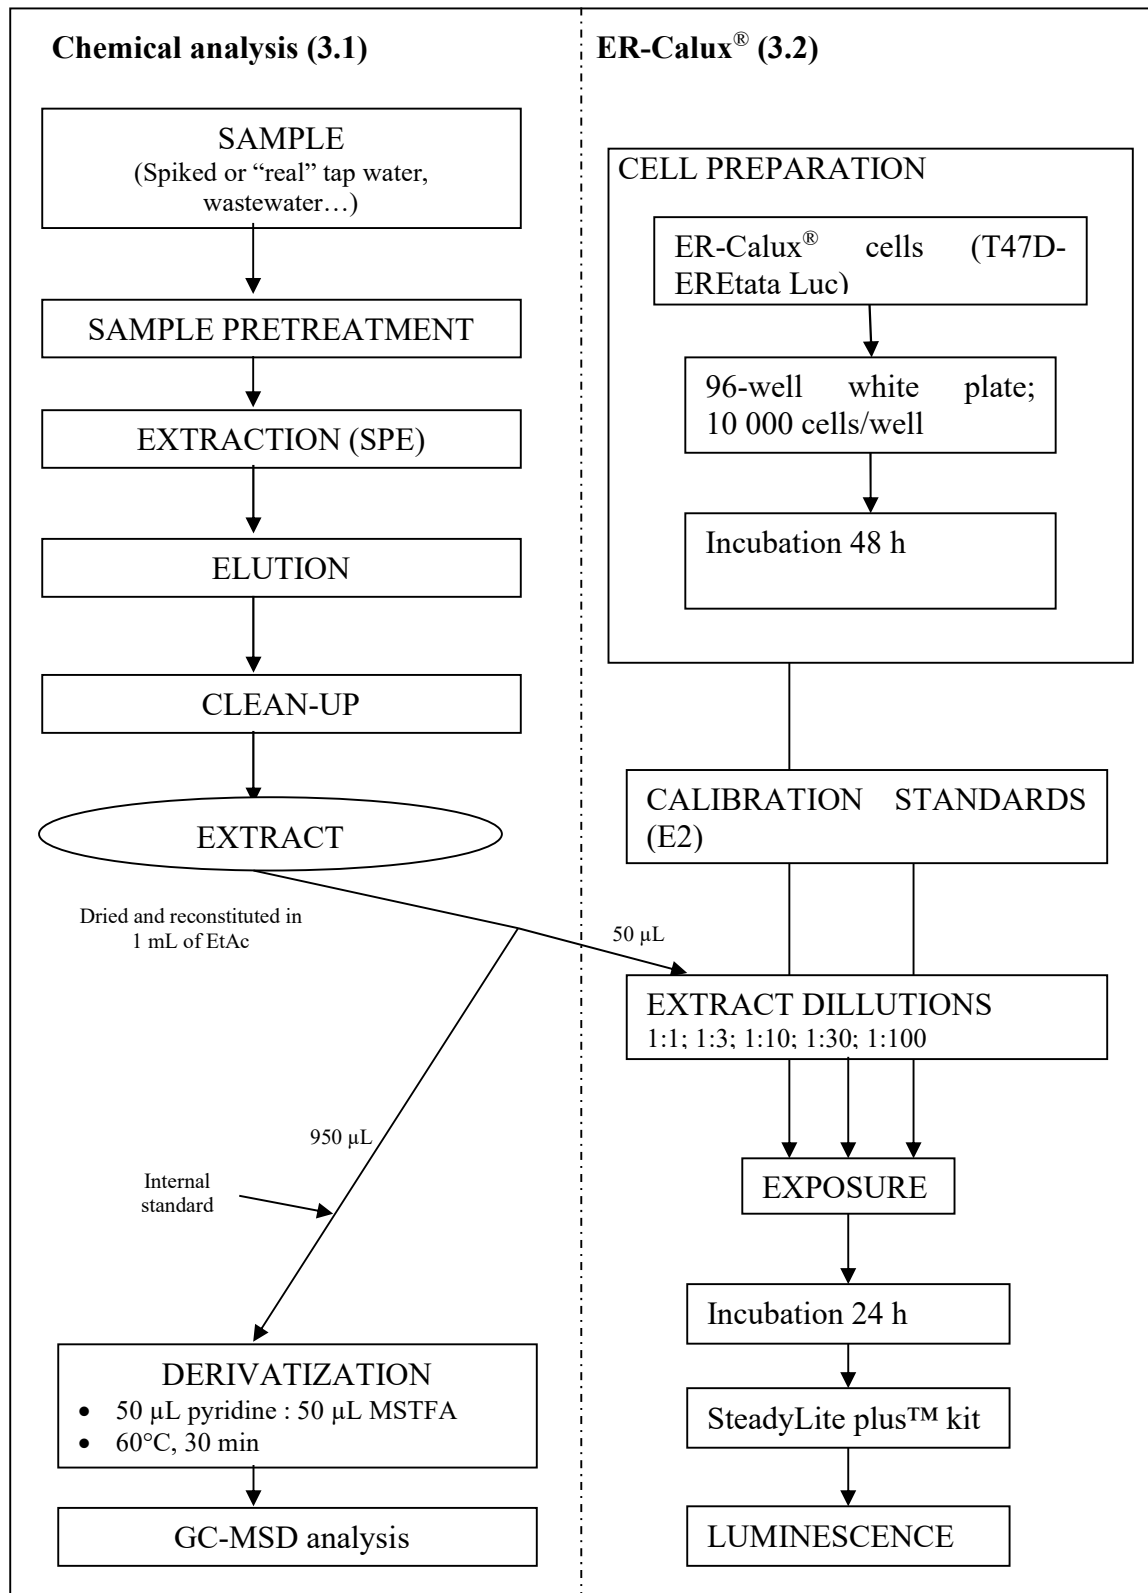 Chemical analysis (3.1)
SAMPLE
(Spiked or “real” tap water,
wastewater…)
SAMPLE PRETREATMENT
EXTRACTION (SPE)
ELUTION
CLEAN-UP
EXTRACT
Dried and reconstituted in
1 mL of EtAc
50 µL
950 µL
Internal
standard
DERIVATIZATION
• 50 µL pyridine : 50 µL MSTFA
• 60°C, 30 min
GC-MSD analysis
ER-Calux® (3.2)
CELL PREPARATION
ER-Calux® cells (T47D-
EREtata Luc)
96-well white plate;
10 000 cells/well
Incubation 48 h
CALIBRATION STANDARDS
(E2)
EXTRACT DILLUTIONS
1:1; 1:3; 1:10; 1:30; 1:100
EXPOSURE
Incubation 24 h
SteadyLite plus™ kit
LUMINESCENCE